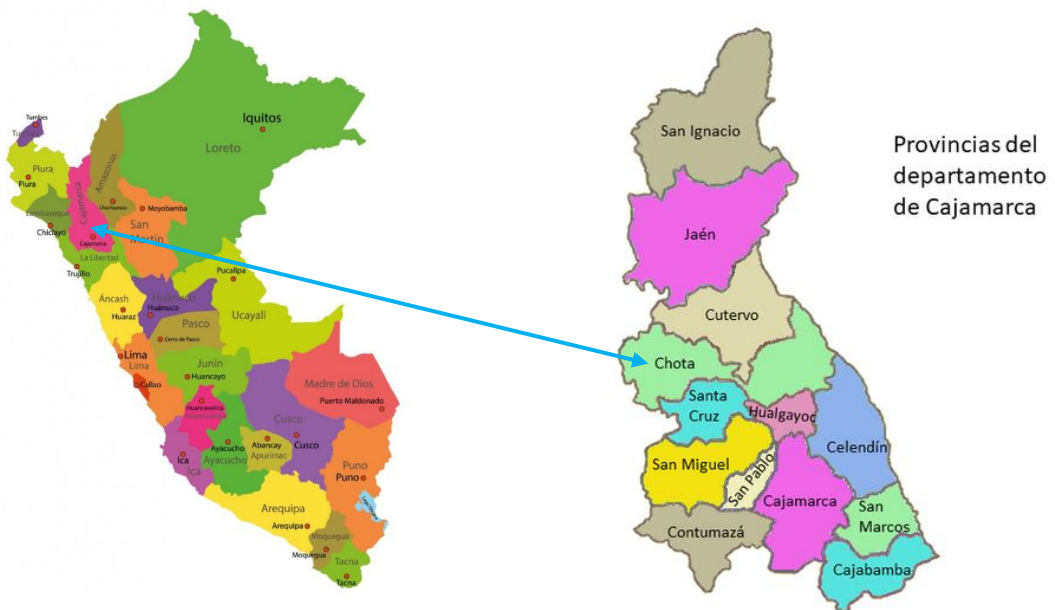 Tumbes
Tumbes
Piura
Piura
Lambayeque
Chiclayo
Cajamarca
Cajamarca
Amazonas
Chachapoyas
Moyobamba
San
Martín
Iquitos
Loreto
La Libertad
Trujillo
Áncash
Huaraz
Huánuco
Huánuco
Pucallpa
Ucayali
Pasco
Cerro de Pasco
Lima
Lima
Callao
Junín
Huancayo
Huancavelica
Huancavelica
Madre de Dios
Puerto Maldonado
Cusco
Cusco
Ica
Ica
Ayacucho
Ayacucho
Abancay
Apurímac
Puno
Puno
Arequipa
Arequipa
Moquegua
Moquegua
Tacna
Tacna
San Ignacio
Jaén
Cutervo
Chota
Santa
Cruz
Hualgayoc
Celendín
San Miguel
San Pablo
Cajamarca
San
Marcos
Contumazá
Cajabamba
Provincias del
departamento
de Cajamarca